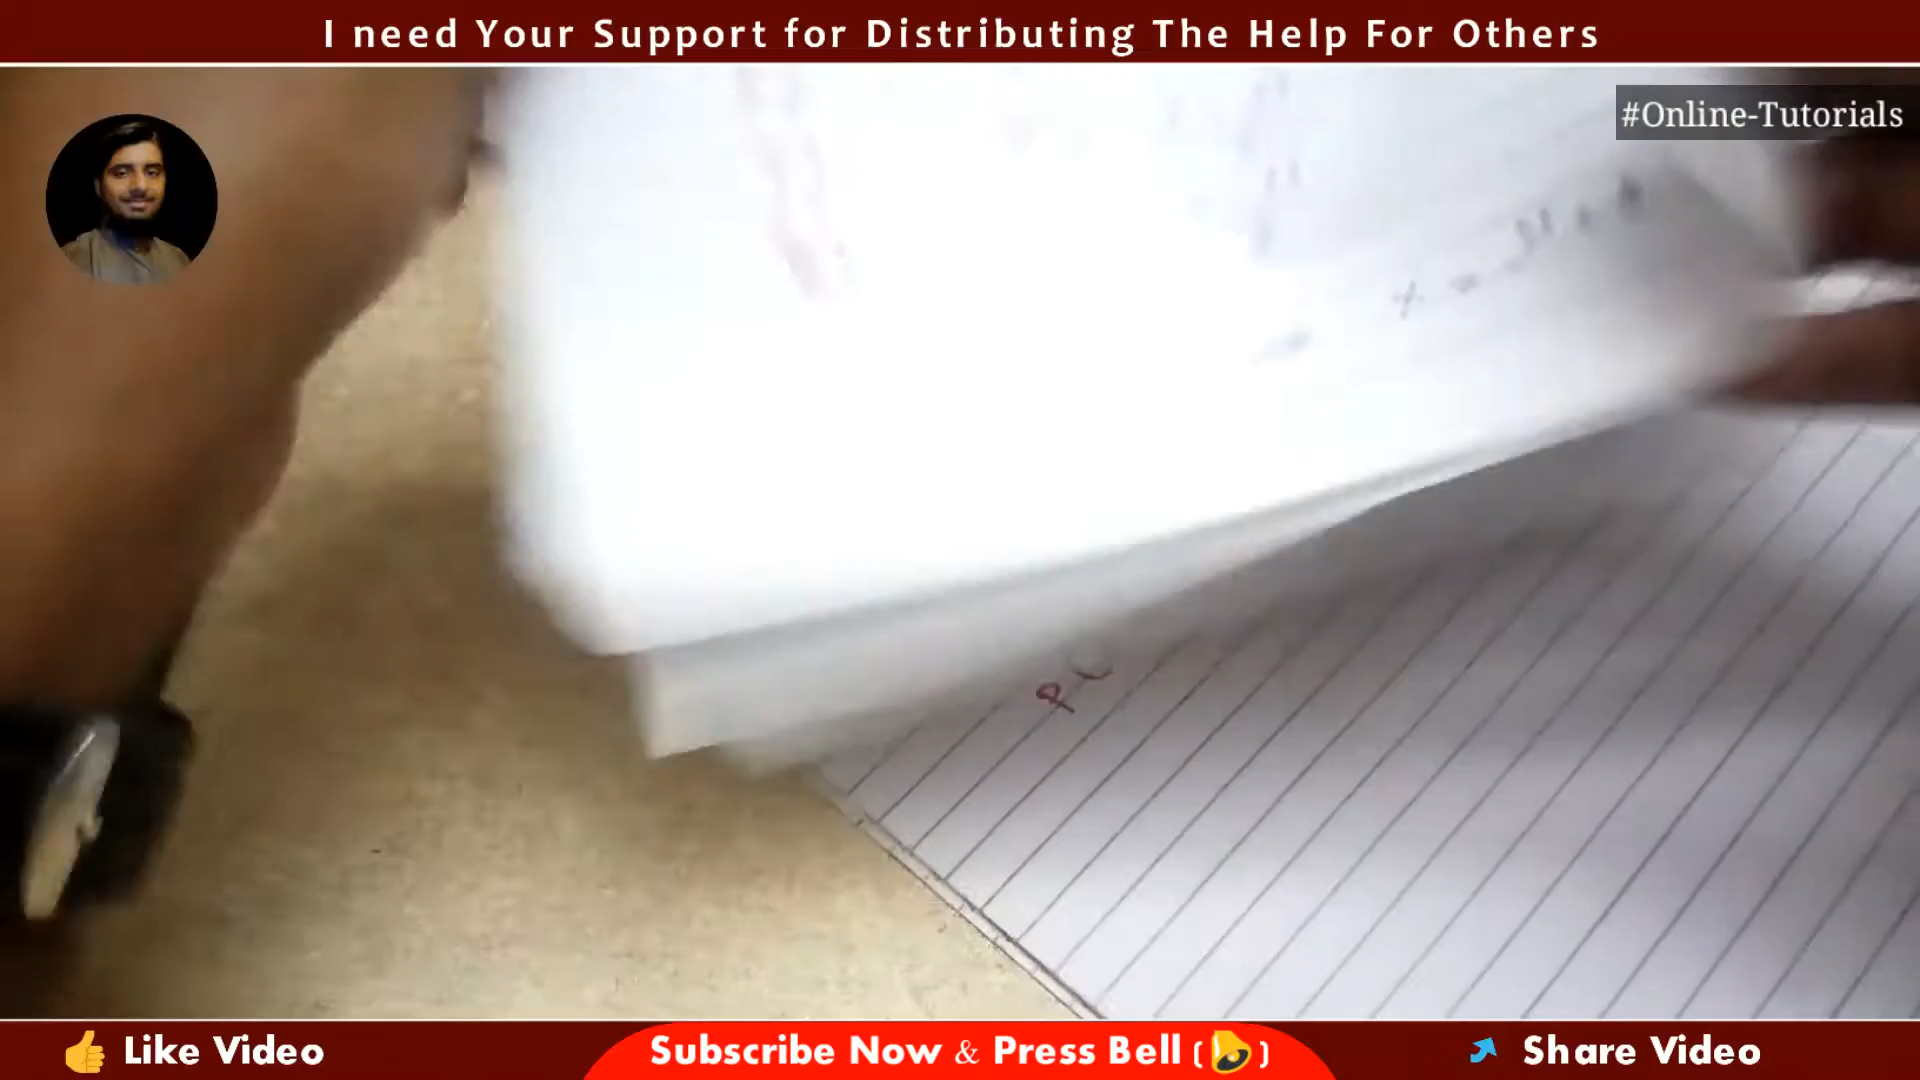 I need Your Support for Distributing The Help For Others
#Online-Tutorials
Like Video
Subscribe Now & Press Bell ( )
Share Video